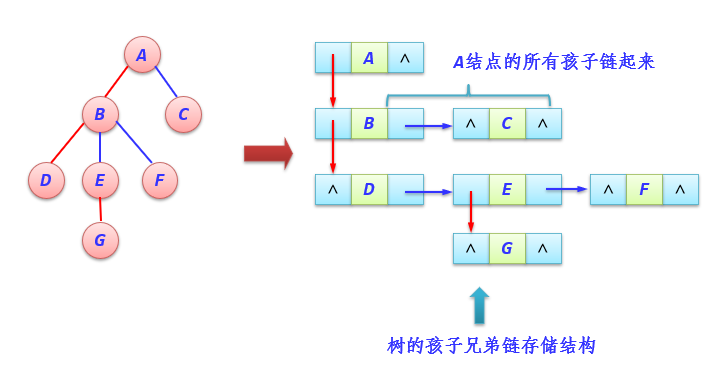 A
B
C
D
E
F
G
A ∧
A结点的所有孩子链起来
B
∧ C ∧
∧ D
E
∧ F ∧
∧ G ∧
树的孩子兄弟链存储结构